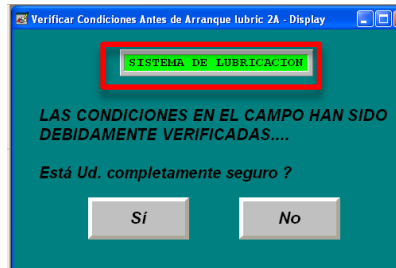 Verificar Condiciones Antes de Arranque lubric 2A - Display
SISTEMA DE LUBRICACION
LAS CONDICIONES EN EL CAMPO HAN SIDO
DEBIDAMENTE VERIFICADAS....
Está Ud. completamente seguro ?
Sí No